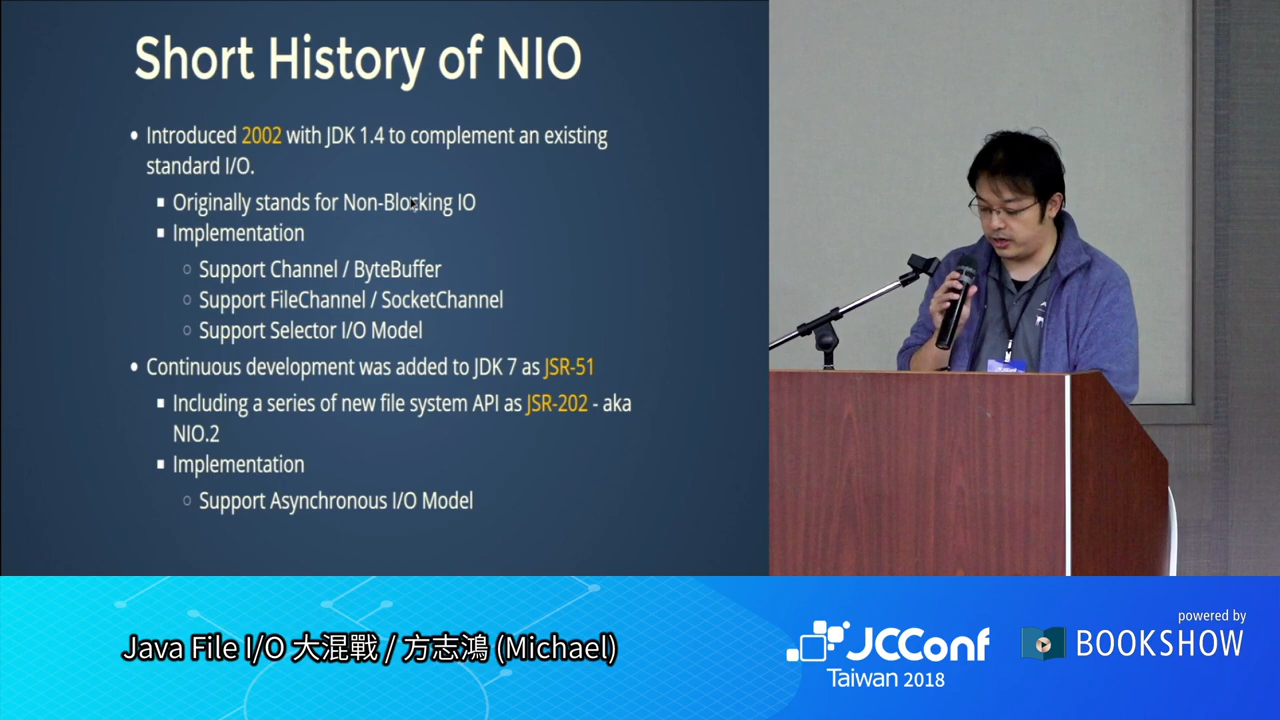 Short History of NIO
• Introduced 2002 with JDK 1.4 to complement an existing
standard I/O.
▪ Originally stands for Non-Blocking IO
▪ Implementation
○ Support Channel / ByteBuffer
○ Support FileChannel / SocketChannel
○ Support Selector I/O Model
• Continuous development was added to JDK 7 as JSR-51
▪ Including a series of new file system API as JSR-202 - aka
NIO.2
▪ Implementation
○ Support Asynchronous I/O Model
Java File I/O 大混戰 / 方志鴻 (Michael)
JCConf
Taiwan 2018
powered by
BOOKSHOW